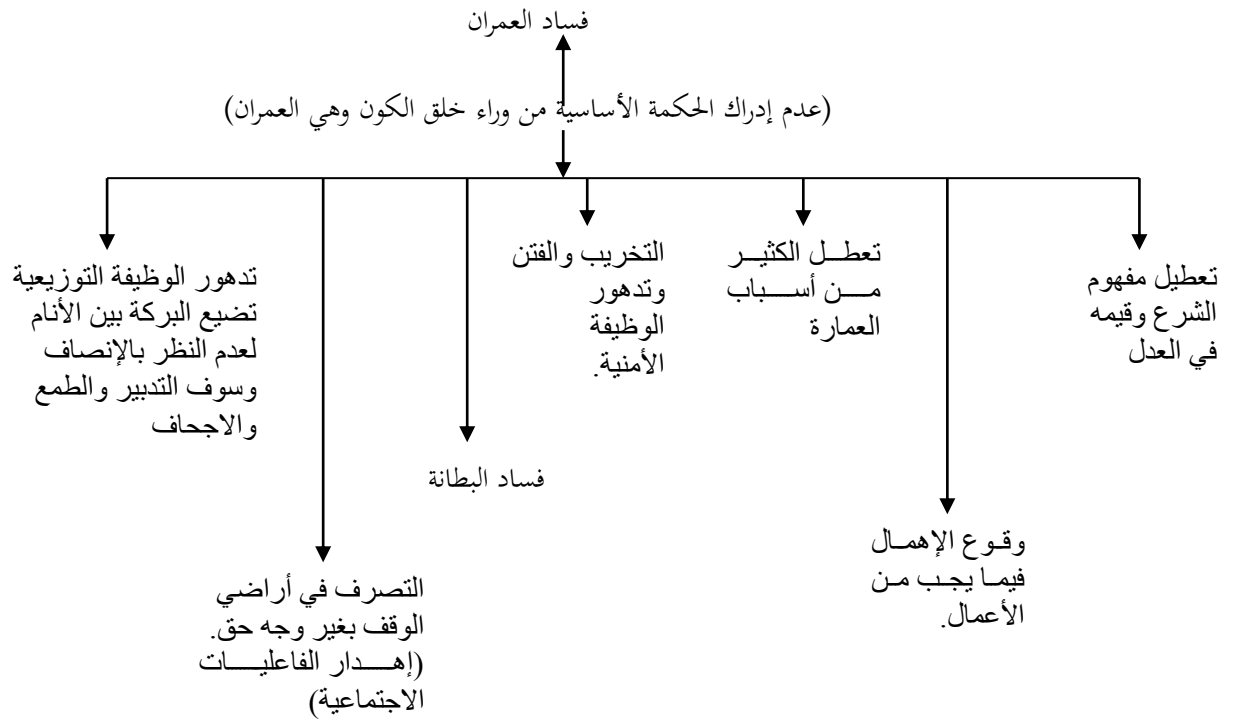 فساد العمران
(عدم إدراك الحكمة الأساسية من وراء خلق الكون وهي العمران)
تعطيل مفهوم
الشرع وقيمه
في العدل
وقوع الإهمال
فيما يجب من
الأعمال.
تعطل الكثير
من أسباب
العمارة
التخريب والفتن
وتدهور
الوظيفة
الأمنية.
فساد البطانة
التصرف في أراضي
الوقف بغير وجه حق.
(إهدار الفاعليات
الاجتماعية)
تدهور الوظيفة التوزيعية
تضيع البركة بين الأنام
لعدم النظر بالإنصاف
وسوف التدبير والطمع
والاجحاف